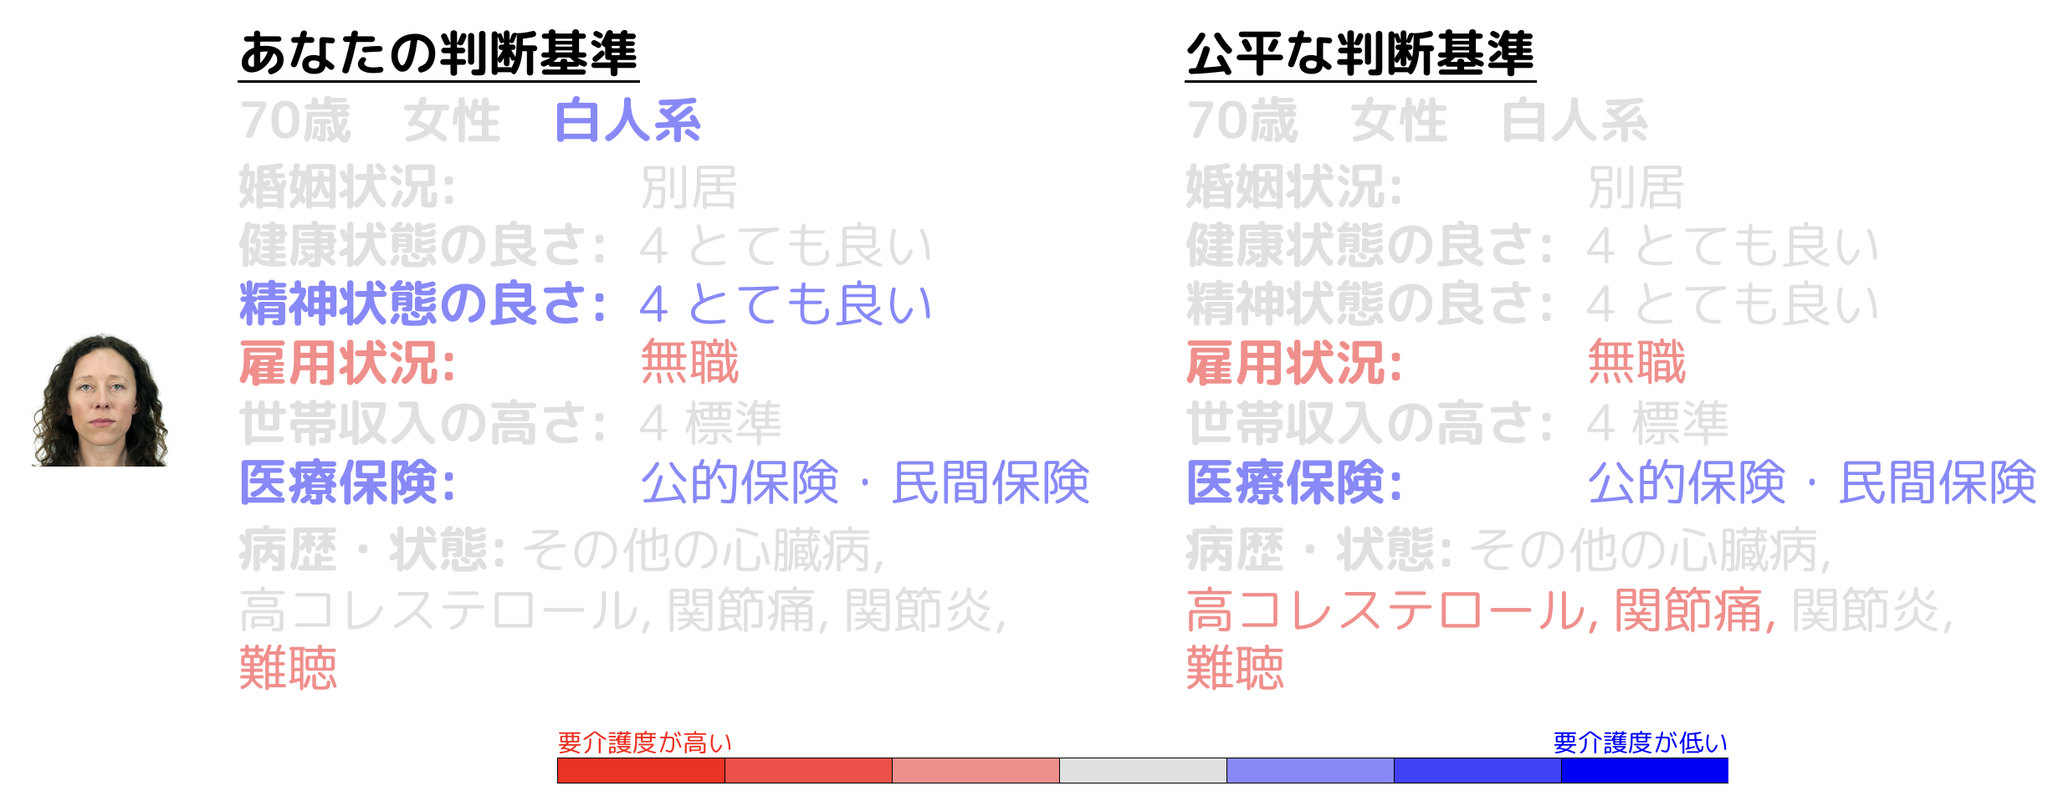 あなたの判断基準
70歳 女性 白人系
婚姻状況: 別居
健康状態の良さ: 4 とても良い
精神状態の良さ: 4 とても良い
雇用状況: 無職
世帯収入の高さ: 4 標準
医療保険: 公的保険・民間保険
病歴・状態: その他の心臓病,
高コレステロール, 関節痛, 関節炎,
難聴
公平な判断基準
70歳 女性 白人系
婚姻状況: 別居
健康状態の良さ: 4 とても良い
精神状態の良さ: 4 とても良い
雇用状況: 無職
世帯収入の高さ: 4 標準
医療保険: 公的保険・民間保険
病歴・状態: その他の心臓病,
高コレステロール, 関節痛, 関節炎,
難聴
要介護度が高い
要介護度が低い